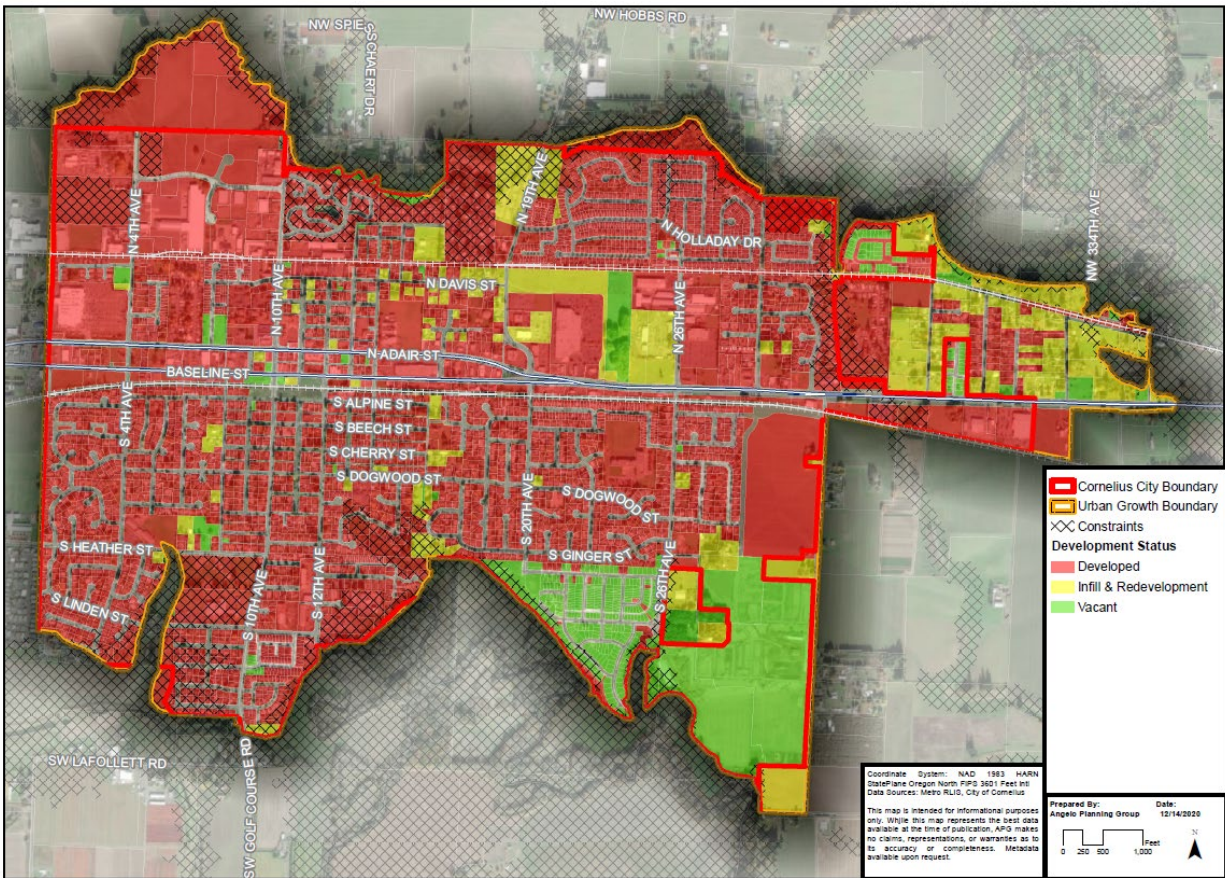 NW HOBBS RD
NW SPIE
SCHAERT DR
NW 334TH AVE
N 19TH AVE
N 4TH AVE
N HOLLADAY DR
N 10TH AVE
N DAVIS ST
N 26TH AVE
N ADAIR ST
BASELINE ST
S ALPINE ST
S 4TH AVE
S BEECH ST
S CHERRY ST
S DOGWOOD ST
S 20TH AVE
S DOGWOOD ST
S HEATHER ST
S GINGER ST
S 10TH AVE
S 12TH AVE
S 26TH AVE
S LINDEN ST
SW LAFOLLETT RD
SW GOLF COURSE RD
Cornelius City Boundary
Urban Growth Boundary
Constraints
Development Status
Developed
Infill & Redevelopment
Vacant
Coordinate System: NAD 1983 HARN
StatePlane Oregon North FIPS 3601 Feet Intl
Data Sources: Metro RLIS, City of Cornelius
This map is intended for informational purposes
only. While this map represents the best data
available at the time of publication, APG makes
no claims, representations, or warranties as to
its accuracy or completeness. Metadata
available upon request.
Prepared By: Date:
Angelo Planning Group 12/14/2020
Feet
0 250 500 1,000
N